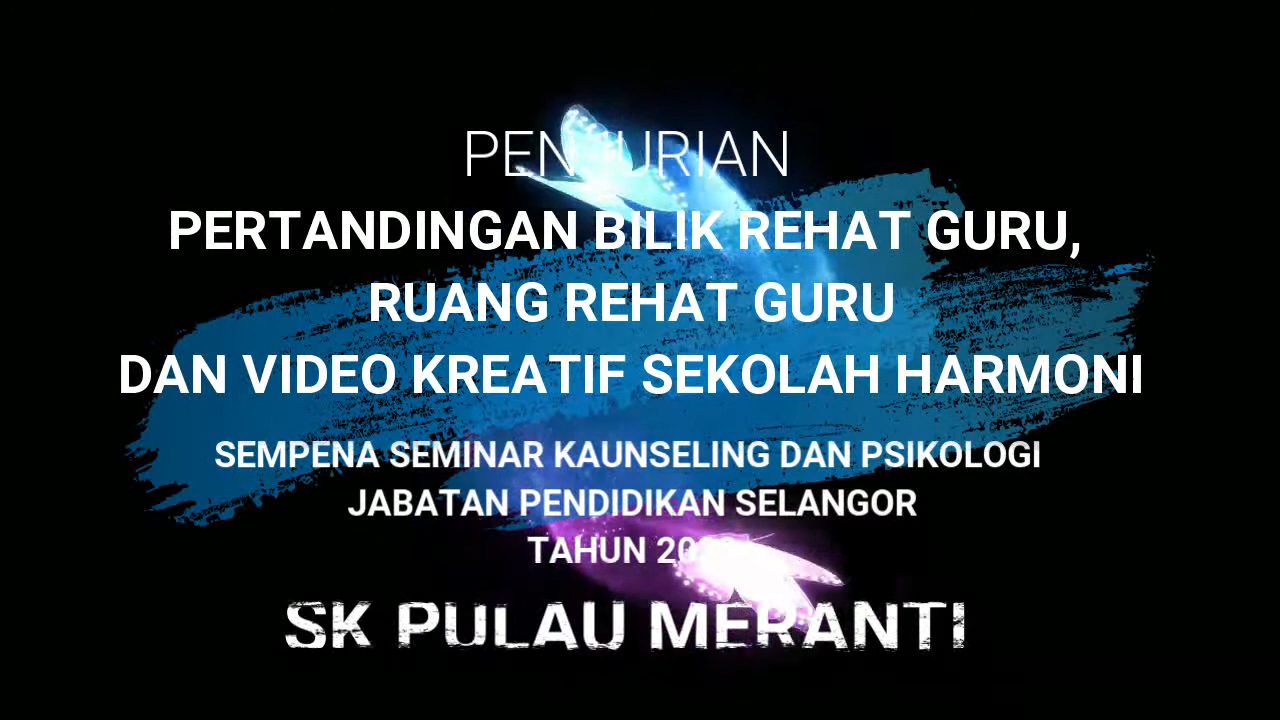 PERTANDINGAN BILIK REHAT GURU,
RUANG REHAT GURU
DAN VIDEO KREATIF SEKOLAH HARMONI
SEMPENA SEMINAR KAUNSELING DAN PSIKOLOGI
JABATAN PENDIDIKAN SELANGOR
TAHUN
SK PULAU MERANTI